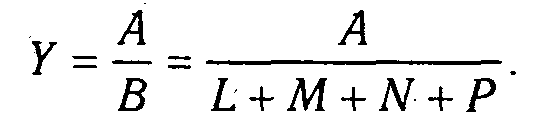 Y = A/B = A/(L + M + N + P).